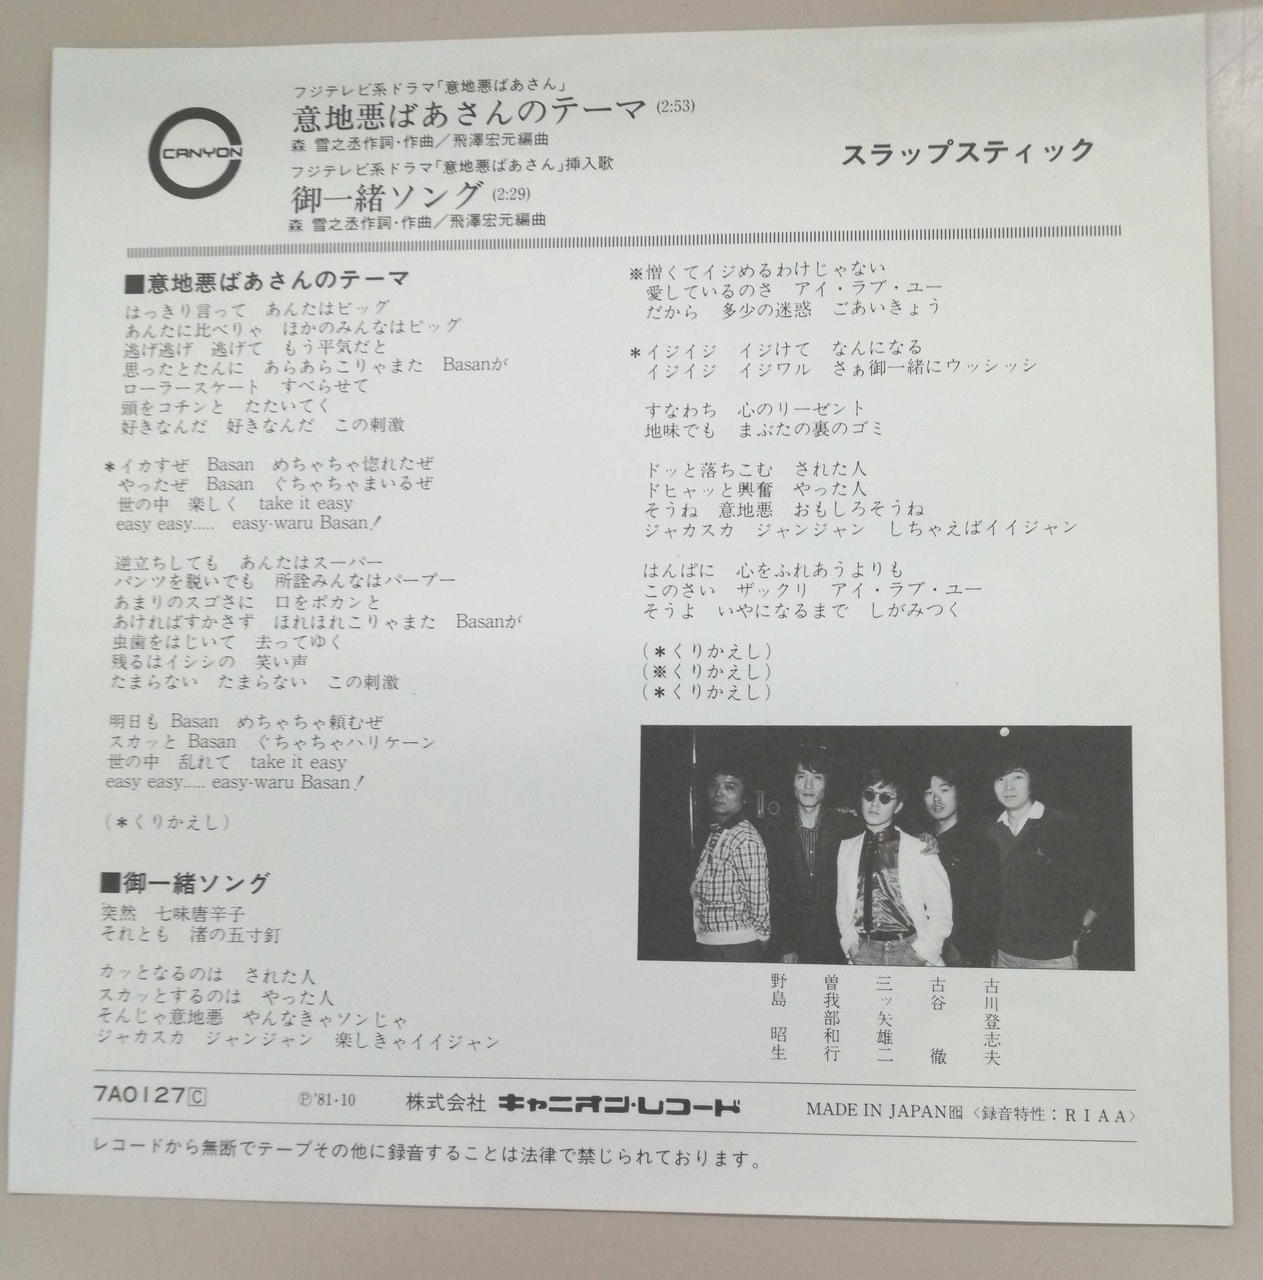 CANYON
フジテレビ系ドラマ「意地悪ばあさん」
意地悪ばあさんのテーマ (2:53)
森 雪之丞作詞・作曲／飛澤宏元編曲
フジテレビ系ドラマ「意地悪ばあさん」挿入歌
御一緒ソング (2:29)
森 雪之丞作詞・作曲／飛澤宏元編曲
スラップスティック
■意地悪ばあさんのテーマ
はっきり言って　あんたはビッグ
あんたに比べりゃ　ほかのみんなはピッグ
逃げ逃げ　逃げて　もう平気だと
思ったとたんに　あらあらこりゃまた　Basanが
ローラースケート　すべらせて
頭をコチンと　たたいてく
好きなんだ　好きなんだ　この刺激
＊イカすぜ　Basan　めちゃちゃ惚れたぜ
やったぜ　Basan　ぐちゃちゃまいるぜ
世の中　楽しく　take it easy
easy easy.....　easy-waru Basan！
逆立ちしても　あんたはスーパー
パンツを脱いでも　所詮みんなはパープー
あまりのスゴさに　口をポカンと
あければすかさず　ほれほれこりゃまた　Basanが
虫歯をはじいて　去ってゆく
残るはイシシの　笑い声
たまらない　たまらない　この刺激
明日も Basan　めちゃちゃ頼むぜ
スカッと Basan　ぐちゃちゃハリケーン
世の中　乱れて　take it easy
easy easy..... easy-waru Basan！
（＊くりかえし）
■御一緒ソング
突然　七味唐辛子
それとも　渚の五寸釘
カッとなるのは　された人
スカッとするのは　やった人
そんじゃ意地悪　やんなきゃソンじゃ
ジャカスカ　ジャンジャン　楽しきゃイイジャン
※憎くてイジめるわけじゃない
愛しているのさ　アイ・ラブ・ユー
だから　多少の迷惑　ごあいきょう
＊イジイジ　イジけて　なんになる
イジイジ　イジワル　さぁ御一緒にウッシッシ
すなわち　心のリーゼント
地味でも　まぶたの裏のゴミ
ドッと落ちこむ　された人
ドヒャッと興奮　やった人
そうね　意地悪　おもしろそうね
ジャカスカ　ジャンジャン　しちゃえばイイジャン
はんぱに　心をふれあうよりも
このさい　ザックリ　アイ・ラブ・ユー
そうよ　いやになるまで　しがみつく
（＊くりかえし）
（※くりかえし）
（＊くりかえし）
野島　昭生
曽我部和行
三ッ矢雄二
古谷　徹
古川登志夫
7A0127 C
Ⓟ'81・10
株式会社 キャニオン・レコード
MADE IN JAPAN 〈録音特性：ＲＩＡＡ〉
レコードから無断でテープその他に録音することは法律で禁じられております。